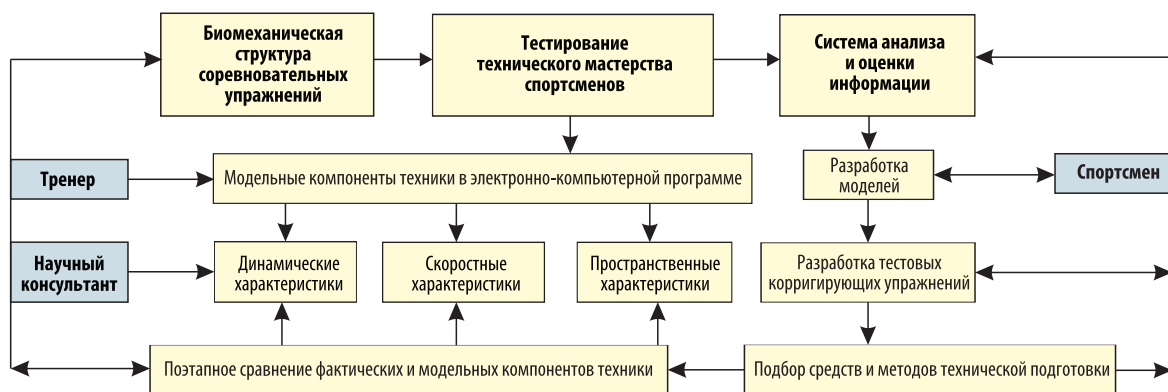 Биомеханическая
структура
соревновательных
упражнений
Тестирование
технического мастерства
спортсменов
Система анализа
и оценки
информации
Тренер
Модельные компоненты техники в электронно-компьютерной программе
Разработка
моделей
Спортсмен
Научный
консультант
Динамические
характеристики
Скоростные
характеристики
Пространственные
характеристики
Разработка тестовых
корригирующих упражнений
Поэтапное сравнение фактических и модельных компонентов техники
Подбор средств и методов технической подготовки